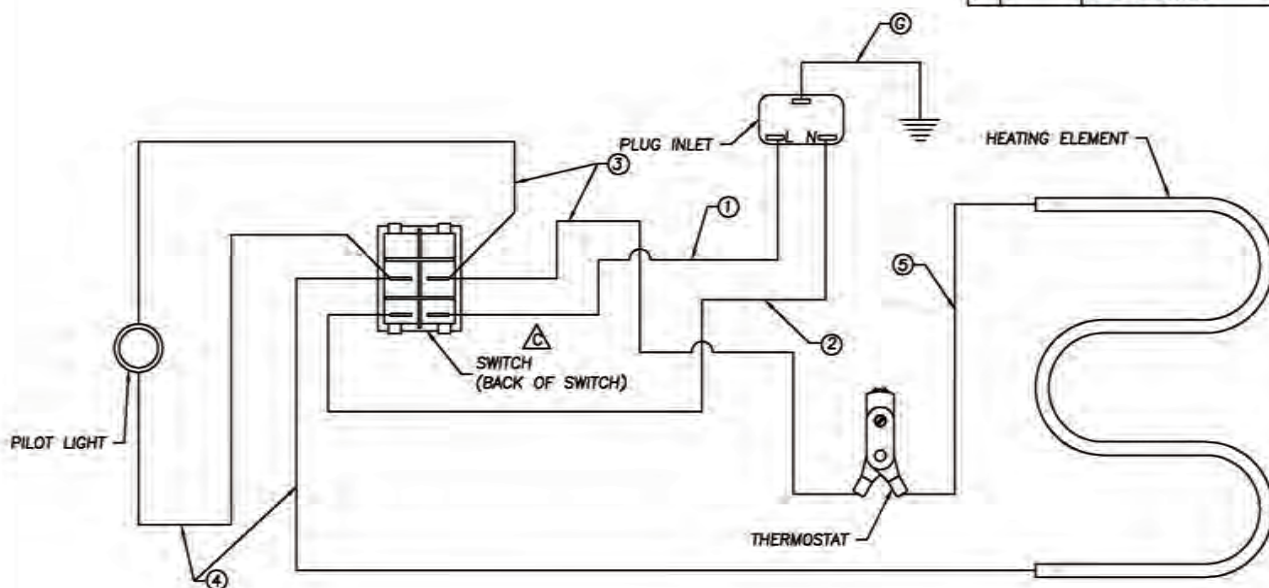 G
PLUG INLET
L N
HEATING ELEMENT
3
1
5
C
2
SWITCH
(BACK OF SWITCH)
PILOT LIGHT
THERMOSTAT
4